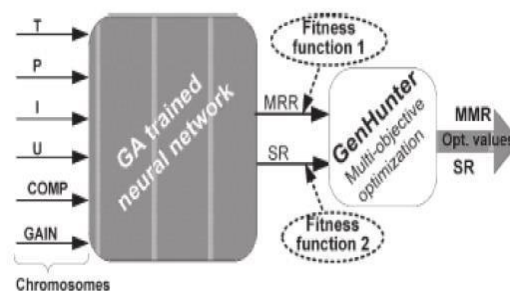 T
P
I
U
COMP
GAIN
Chromosomes
GA trained
neural network
MRR
SR
Fitness
function 1
Fitness
function 2
GenHunter
Multi-objective
optimization
MMR
Opt. values
SR